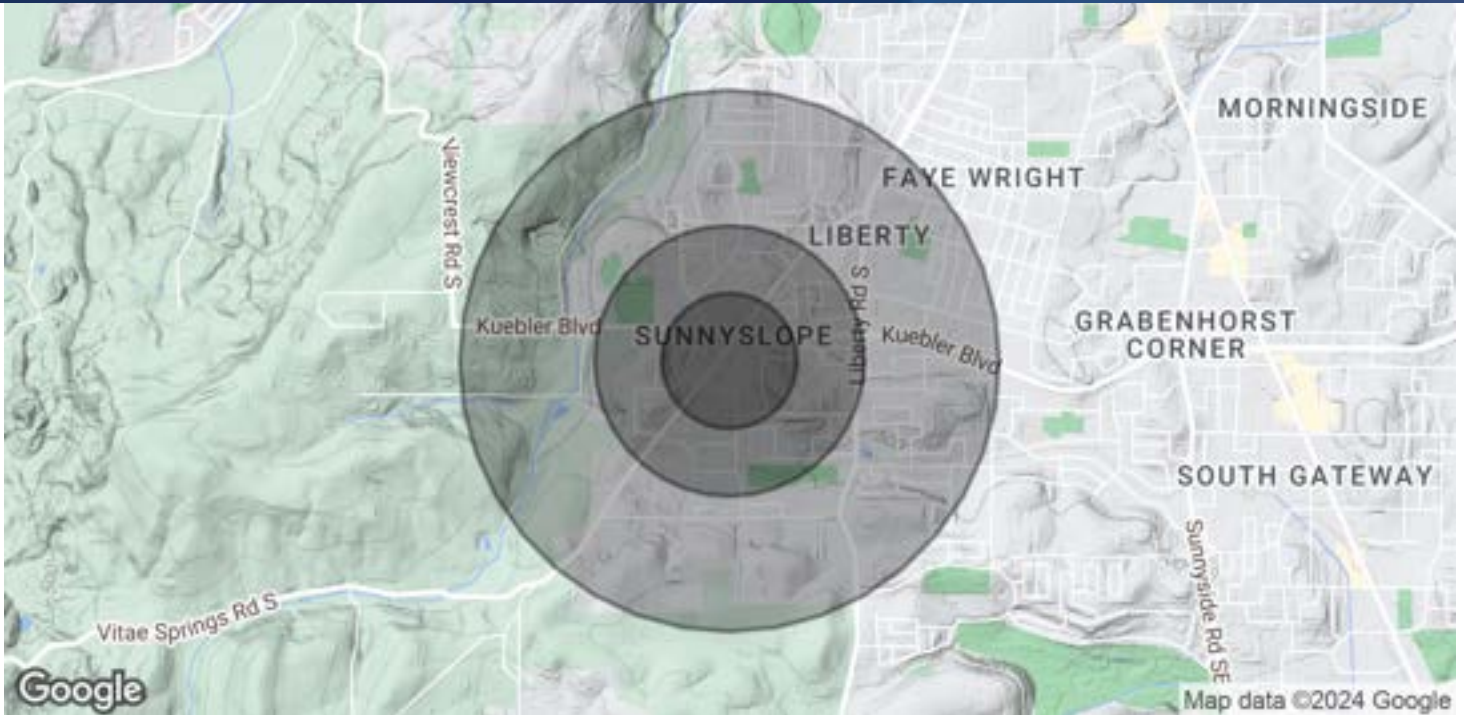 MORNINGSIDE
Viewcrest Rd S
FAYE WRIGHT
LIBERTY
Liberty Rd S
Kuebler Blvd
SUNNYSLOPE
Kuebler Blvd
GRABENHORST
CORNER
SOUTH GATEWAY
Sunnyside Rd SE
Vitae Springs Rd S
Google
Map data ©2024 Google